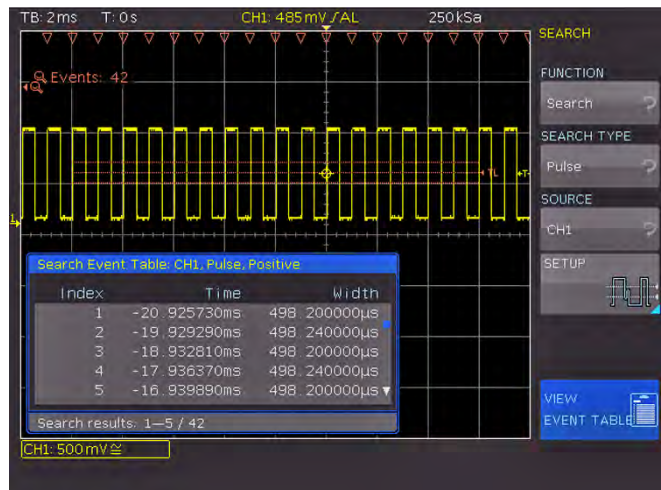 TB: 2ms T: 0s CH1: 485mV / AL 250kSa
SEARCH
Events: 42
FUNCTION
Search
SEARCH TYPE
Pulse
TL
T
SOURCE
CH1
1
SETUP
Search Event Table: CH1, Pulse, Positive
Index Time Width
1 -20.925730ms 498.200000µs
2 -19.929290ms 498.240000µs
3 -18.932810ms 498.200000µs
4 -17.936370ms 498.240000µs
5 -16.939890ms 498.200000µs
Search results: 1—5 / 42
VIEW
EVENT TABLE
CH1: 500mV≅